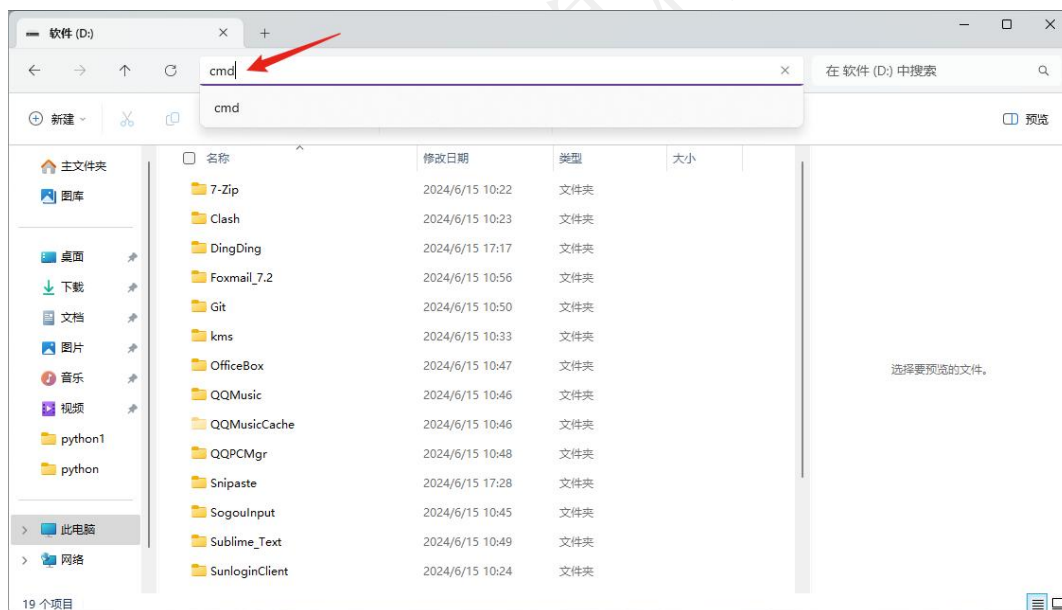 软件 (D:)
cmd
在 软件 (D:) 中搜索
新建
cmd
预览
主文件夹
图库
桌面
下载
文档
图片
音乐
视频
python1
python
此电脑
网络
名称 修改日期 类型 大小
7-Zip 2024/6/15 10:22 文件夹
Clash 2024/6/15 10:23 文件夹
DingDing 2024/6/15 17:17 文件夹
Foxmail_7.2 2024/6/15 10:56 文件夹
Git 2024/6/15 10:50 文件夹
kms 2024/6/15 10:33 文件夹
OfficeBox 2024/6/15 10:47 文件夹
QQMusic 2024/6/15 10:46 文件夹
QQMusicCache 2024/6/15 10:46 文件夹
QQPCMgr 2024/6/15 10:48 文件夹
Snipaste 2024/6/15 17:28 文件夹
SogouInput 2024/6/15 10:45 文件夹
Sublime_Text 2024/6/15 10:49 文件夹
SunloginClient 2024/6/15 10:24 文件夹
选择要预览的文件。
19 个项目